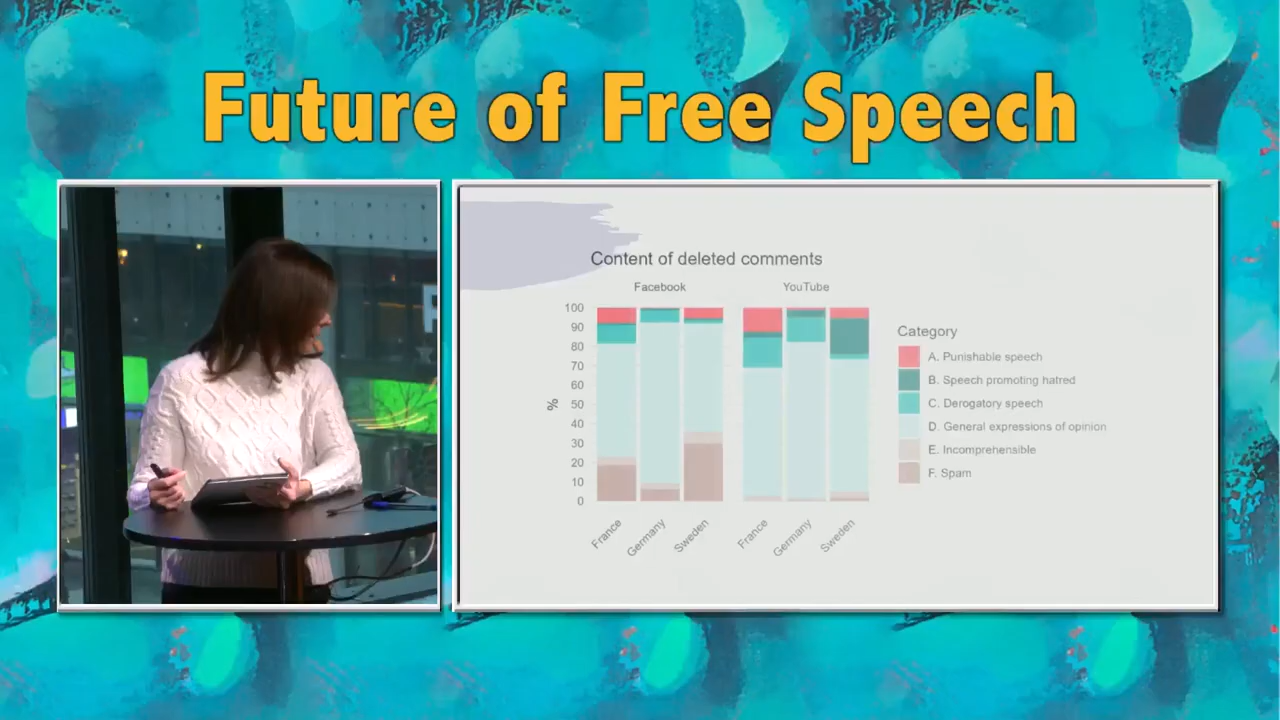 Future of Free Speech
Content of deleted comments
Facebook
YouTube
100
90
80
70
60
50
40
30
20
10
0
%
France
Germany
Sweden
France
Germany
Sweden
Category
A. Punishable speech
B. Speech promoting hatred
C. Derogatory speech
D. General expressions of opinion
E. Incomprehensible
F. Spam